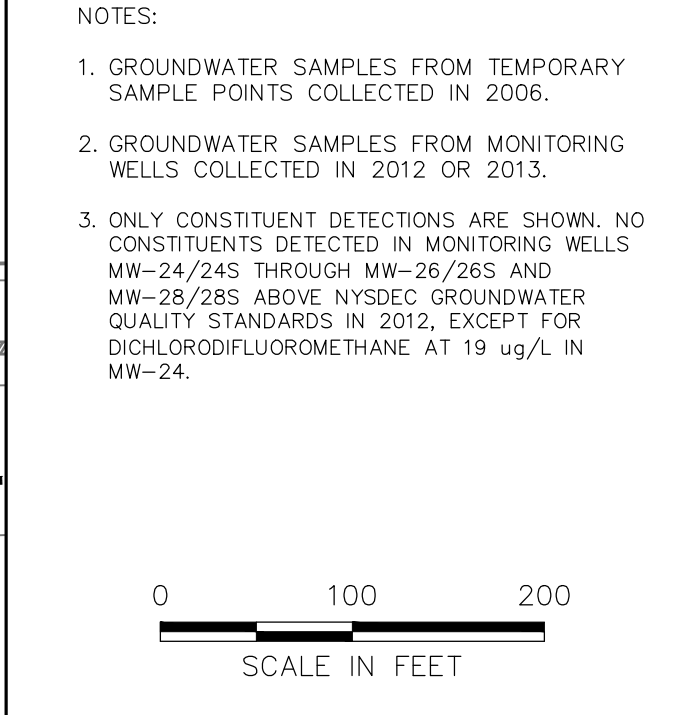 NOTES:
1. GROUNDWATER SAMPLES FROM TEMPORARY
SAMPLE POINTS COLLECTED IN 2006.
2. GROUNDWATER SAMPLES FROM MONITORING
WELLS COLLECTED IN 2012 OR 2013.
3. ONLY CONSTITUENT DETECTIONS ARE SHOWN. NO
CONSTITUENTS DETECTED IN MONITORING WELLS
MW-24/24S THROUGH MW-26/26S AND
MW-28/28S ABOVE NYSDEC GROUNDWATER
QUALITY STANDARDS IN 2012, EXCEPT FOR
DICHLORODIFLUOROMETHANE AT 19 ug/L IN
MW-24.
0 100 200
SCALE IN FEET